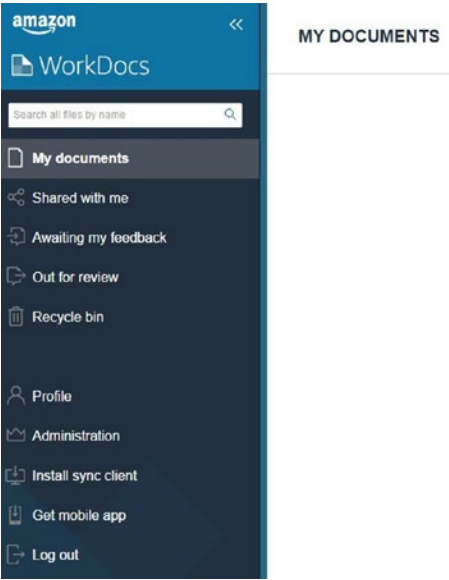 amazon
WorkDocs
Search all files by name
My documents
Shared with me
Awaiting my feedback
Out for review
Recycle bin
Profile
Administration
Install sync client
Get mobile app
Log out
MY DOCUMENTS